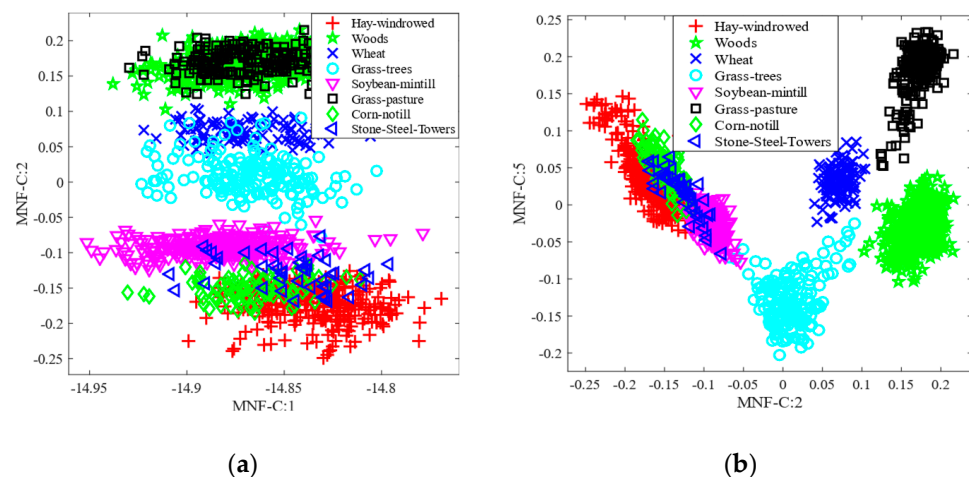 Hay-windrowed
Woods
Wheat
Grass-trees
Soybean-mintill
Grass-pasture
Corn-notill
Stone-Steel-Towers
0.2
0.15
0.1
0.05
0
-0.05
-0.1
-0.15
-0.2
-0.25
MNF-C:2
-14.95
-14.9
-14.85
-14.8
MNF-C:1
(a)
Hay-windrowed
Woods
Wheat
Grass-trees
Soybean-mintill
Grass-pasture
Corn-notill
Stone-Steel-Towers
0.25
0.2
0.15
0.1
0.05
0
-0.05
-0.1
-0.15
-0.2
MNF-C:5
-0.25
-0.2
-0.15
-0.1
-0.05
0
0.05
0.1
0.15
0.2
MNF-C:2
(b)